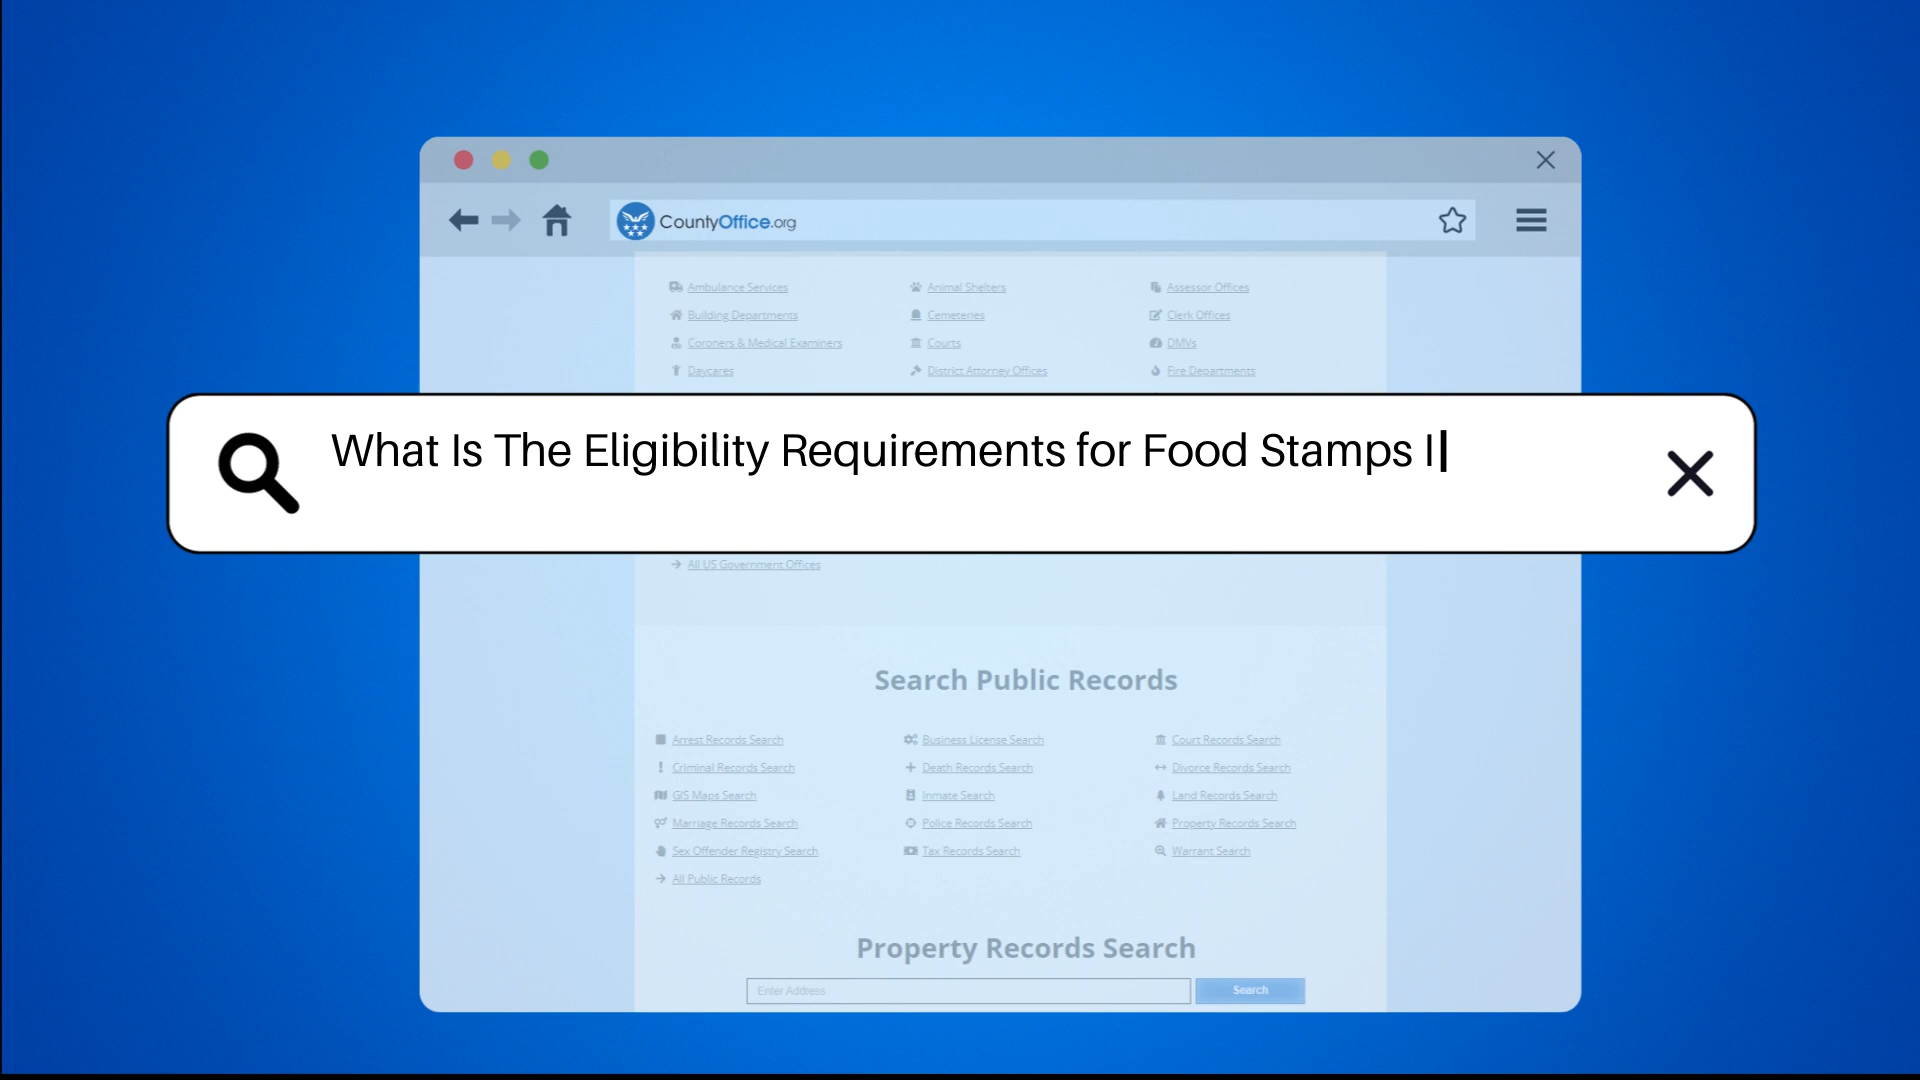 CountyOffice.org
Ambulance Services Animal Shelters Assessor Offices
Building Departments Cemeteries Clerk Offices
Coroners & Medical Examiners Courts DMVs
Daycares District Attorney Offices Fire Departments
What Is The Eligibility Requirements for Food Stamps I
All US Government Offices
Search Public Records
Arrest Records Search Business License Search Court Records Search
Criminal Records Search Death Records Search Divorce Records Search
GIS Maps Search Inmate Search Land Records Search
Marriage Records Search Police Records Search Property Records Search
Sex Offender Registry Search Tax Records Search Warrant Search
All Public Records
Property Records Search
Enter Address Search